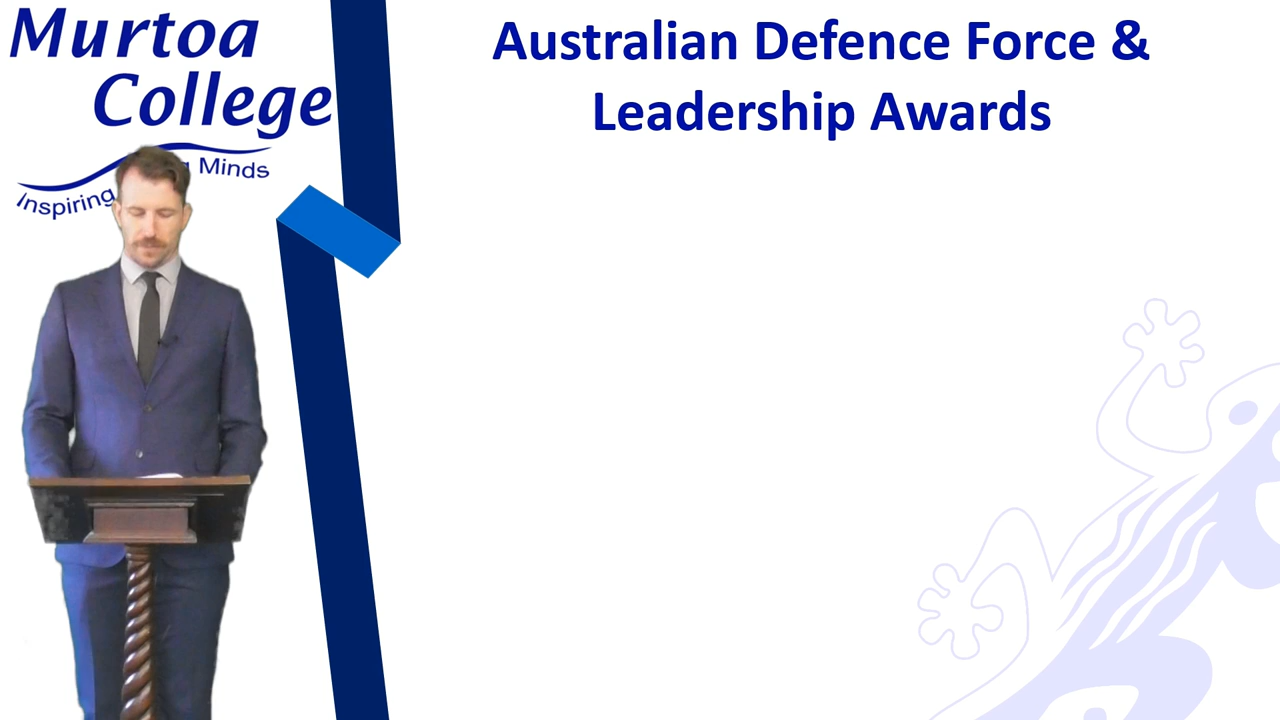 Murtoa
College
Inspiring Minds
Australian Defence Force &
Leadership Awards